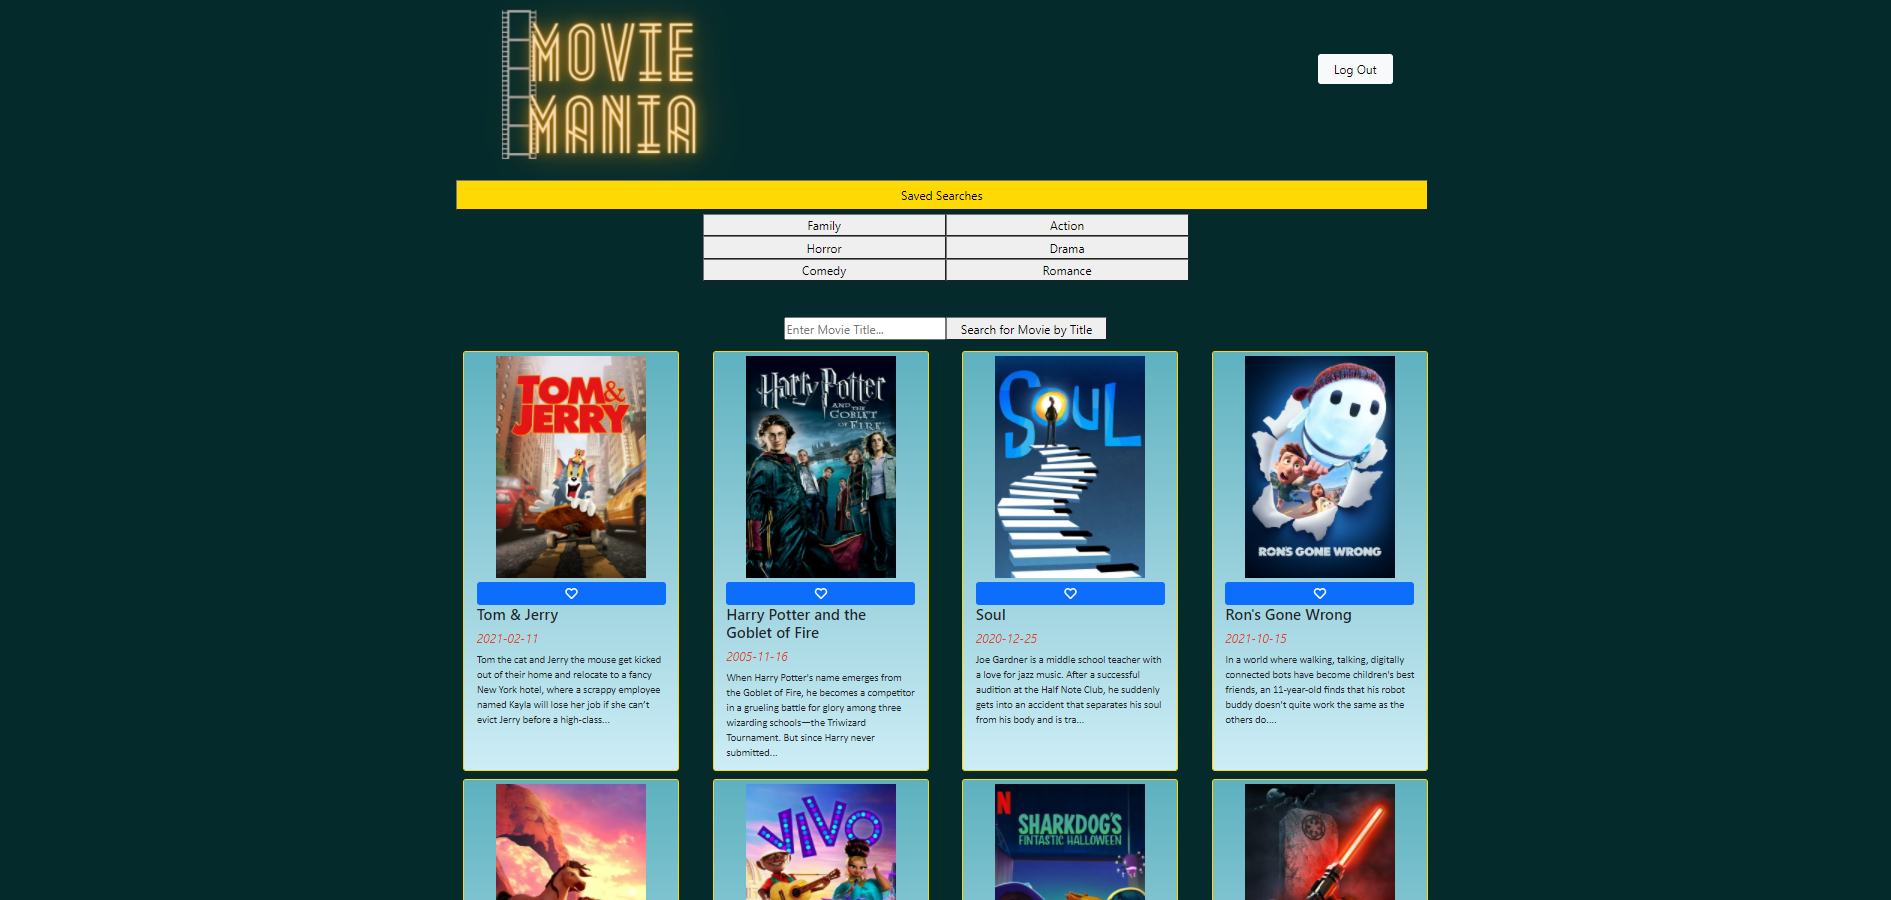 MOVIE
MANIA
Log Out
Saved Searches
Family
Action
Horror
Drama
Comedy
Romance
Enter Movie Title...
Search for Movie by Title
TOM &
JERRY
Harry Potter
AND THE
GOBLET
OF FIRE
SOUL
RON'S GONE WRONG
Tom & Jerry
2021-02-11
Tom the cat and Jerry the mouse get kicked
out of their home and relocate to a fancy
New York hotel, where a scrappy employee
named Kayla will lose her job if she can't
evict Jerry before a high-class...
Harry Potter and the
Goblet of Fire
2005-11-16
When Harry Potter's name emerges from
the Goblet of Fire, he becomes a competitor
in a grueling battle for glory among three
wizarding schools—the Triwizard
Tournament. But since Harry never
submitted...
Soul
2020-12-25
Joe Gardner is a middle school teacher with
a love for jazz music. After a successful
audition at the Half Note Club, he suddenly
gets into an accident that separates his soul
from his body and is tra...
Ron's Gone Wrong
2021-10-15
In a world where walking, talking, digitally
connected bots have become children's best
friends, an 11-year-old finds that his robot
buddy doesn't quite work the same as the
others do....
VIVO
N
SHARKDOG'S
FINTASTIC HALLOWEEN